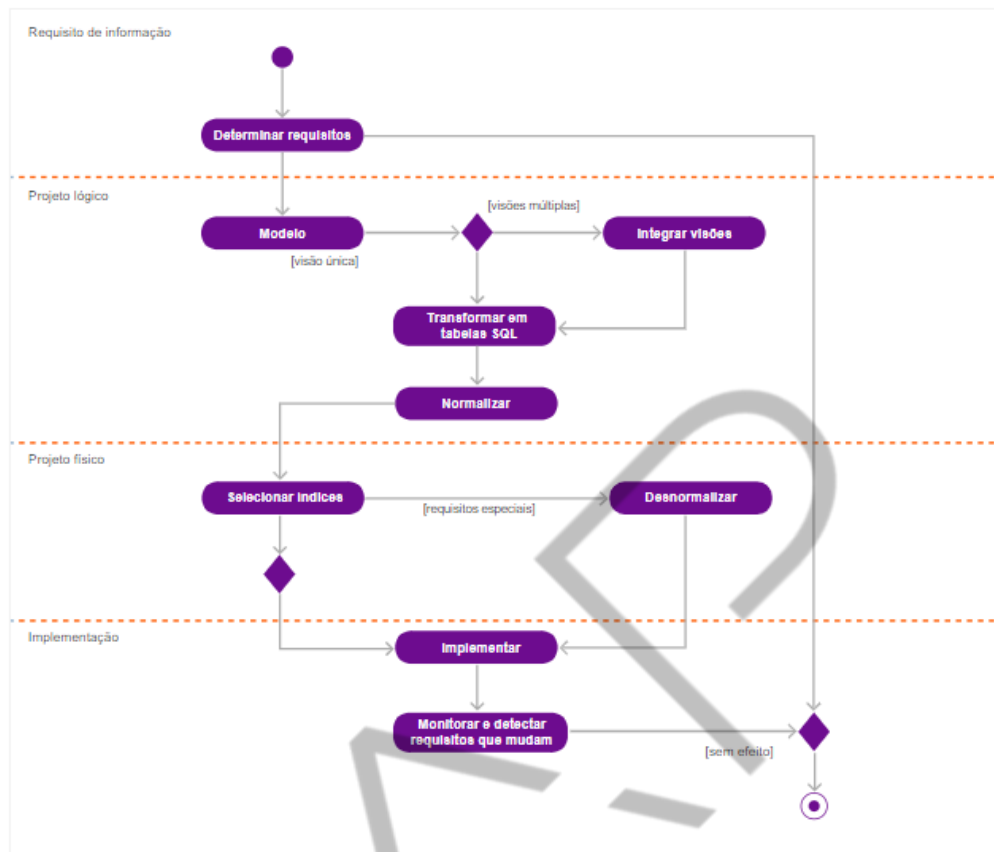 Requisito de informação
Determinar requisitos
Projeto lógico
[visões múltiplas]
Modelo
Integrar visões
[visão única]
Transformar em
tabelas SQL
Normalizar
Projeto físico
Selecionar índices
Desnormalizar
[requisitos especiais]
Implementação
Implementar
Monitorar e detectar
requisitos que mudam
[sem efeito]